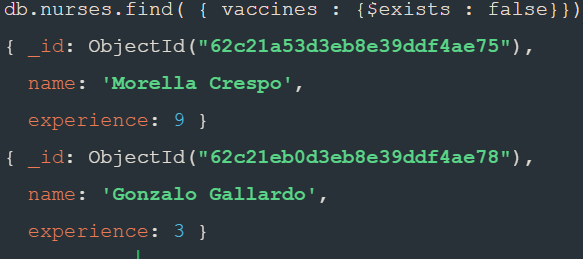 db.nurses.find( { vaccines : {$exists : false}})
{ _id: ObjectId("62c21a53d3eb8e39ddf4ae75"),
name: 'Morella Crespo',
experience: 9 }
{ _id: ObjectId("62c21eb0d3eb8e39ddf4ae78"),
name: 'Gonzalo Gallardo',
experience: 3 }